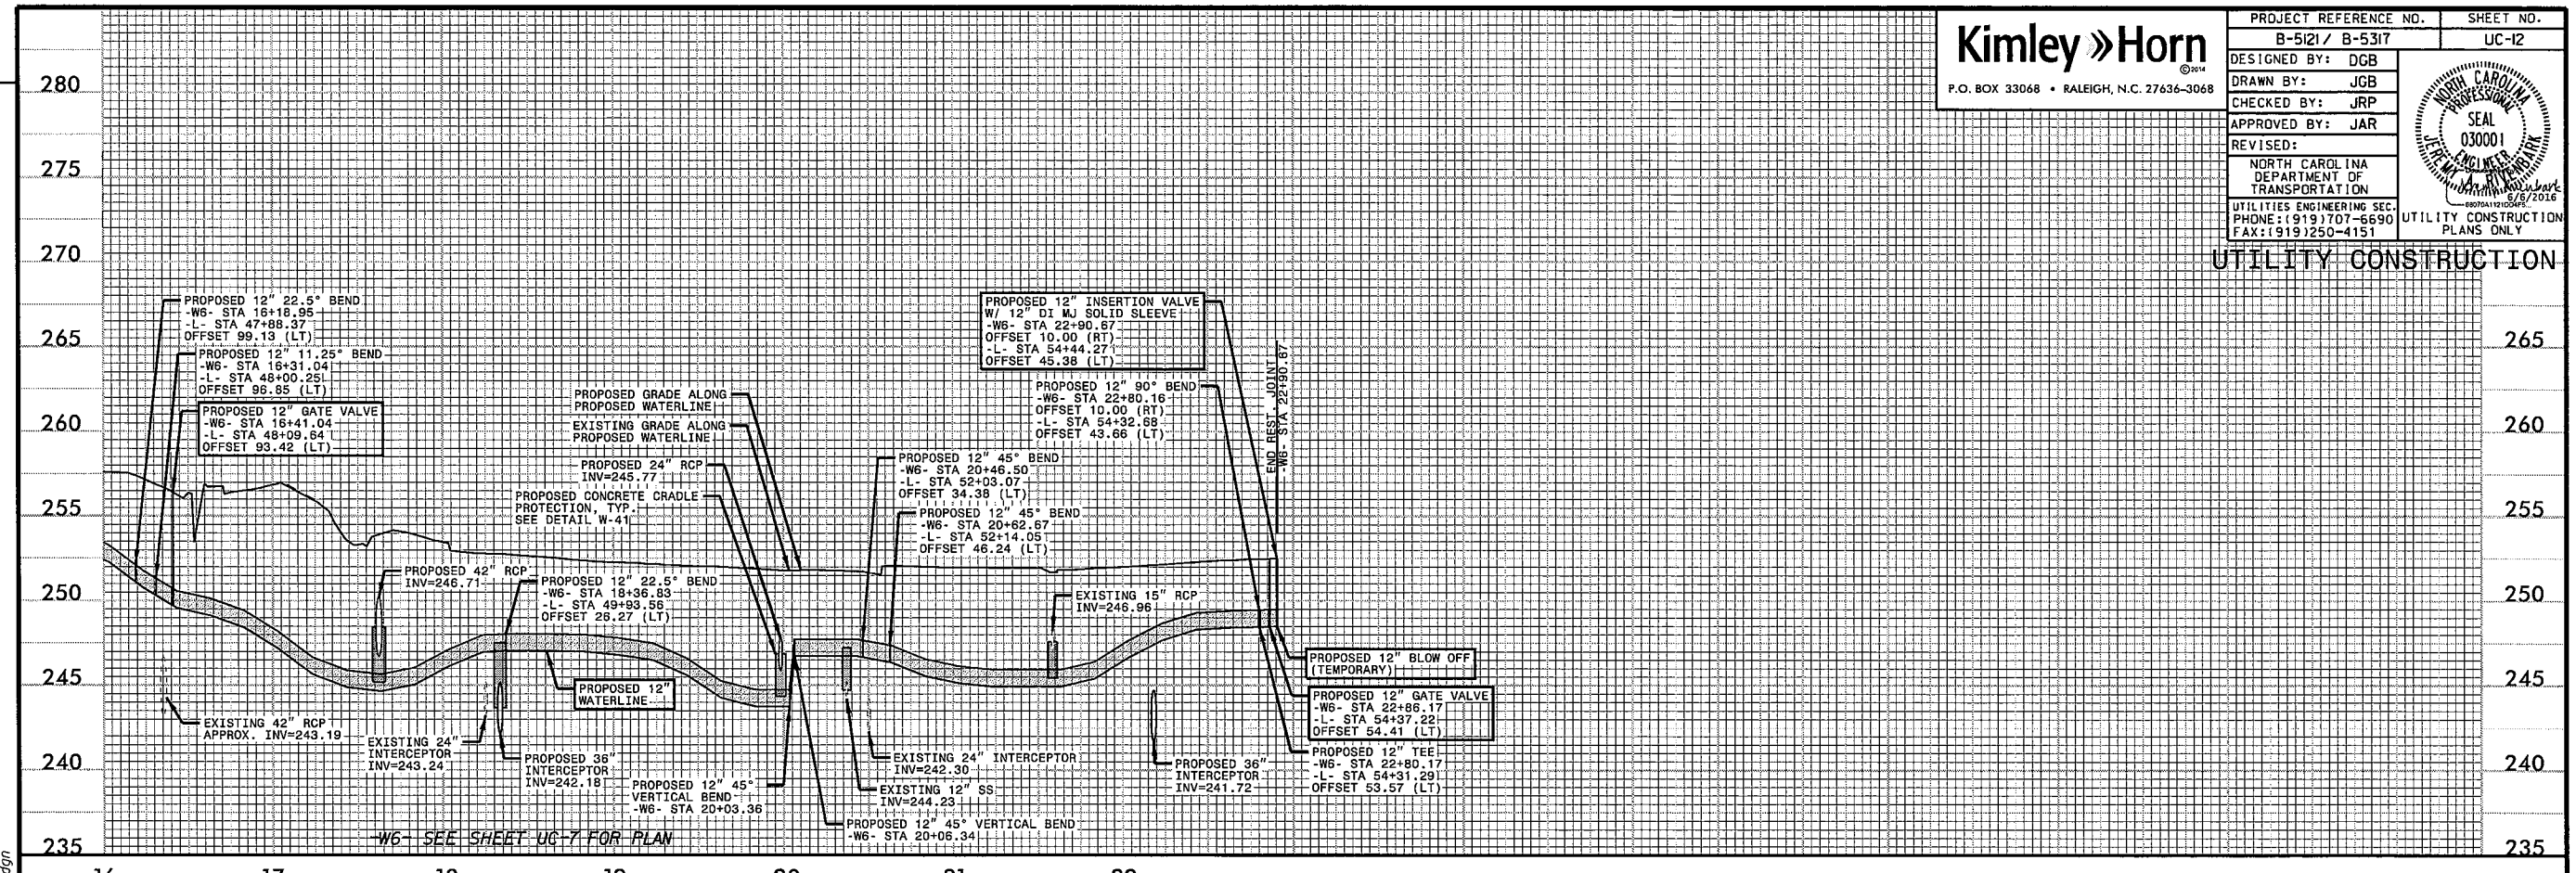 Kimley»Horn
©2014
P.O. BOX 33068 • RALEIGH, N.C. 27636-3068
PROJECT REFERENCE NO.
SHEET NO.
B-5121/ B-5317
UC-12
DESIGNED BY: DGB
DRAWN BY: JGB
CHECKED BY: JRP
APPROVED BY: JAR
REVISED:
NORTH CAROLINA
DEPARTMENT OF
TRANSPORTATION
UTILITIES ENGINEERING SEC.
PHONE:(919)707-6690
FAX:(919)250-4151
NORTH CAROLINA
PROFESSIONAL
SEAL
030001
ENGINEER
JEREMY A. RIVENBARK
6/6/2016
UTILITY CONSTRUCTION
PLANS ONLY
UTILITY CONSTRUCTION
280
275
270
265
260
255
250
245
240
235
PROPOSED 12" 22.5° BEND
-W6- STA 16+18.95
-L- STA 47+88.37
OFFSET 99.13 (LT)
PROPOSED 12" 11.25° BEND
-W6- STA 16+31.04
-L- STA 48+00.25
OFFSET 96.85 (LT)
PROPOSED 12" GATE VALVE
-W6- STA 16+41.04
-L- STA 48+09.64
OFFSET 93.42 (LT)
PROPOSED GRADE ALONG
PROPOSED WATERLINE
EXISTING GRADE ALONG
PROPOSED WATERLINE
PROPOSED 24" RCP
INV=245.77
PROPOSED CONCRETE CRADLE
PROTECTION, TYP.
SEE DETAIL W-41
PROPOSED 12" INSERTION VALVE
W/ 12" DI MJ SOLID SLEEVE
-W6- STA 22+90.67
OFFSET 10.00 (RT)
-L- STA 54+44.27
OFFSET 45.38 (LT)
PROPOSED 12" 90° BEND
-W6- STA 22+80.16
OFFSET 10.00 (RT)
-L- STA 54+32.68
OFFSET 43.66 (LT)
END REST. JOINT
-W6- STA 22+90.67
PROPOSED 12" 45° BEND
-W6- STA 20+46.50
-L- STA 52+03.07
OFFSET 34.38 (LT)
PROPOSED 12" 45° BEND
-W6- STA 20+62.67
-L- STA 52+14.05
OFFSET 46.24 (LT)
PROPOSED 42" RCP
INV=246.71
PROPOSED 12" 22.5° BEND
-W6- STA 18+36.83
-L- STA 49+93.56
OFFSET 26.27 (LT)
EXISTING 15" RCP
INV=246.96
PROPOSED 12"
WATERLINE
PROPOSED 12" BLOW OFF
(TEMPORARY)
PROPOSED 12" GATE VALVE
-W6- STA 22+86.17
-L- STA 54+37.22
OFFSET 54.41 (LT)
PROPOSED 12" TEE
-W6- STA 22+80.17
-L- STA 54+31.29
OFFSET 53.57 (LT)
EXISTING 42" RCP
APPROX. INV=243.19
EXISTING 24"
INTERCEPTOR
INV=243.24
PROPOSED 36"
INTERCEPTOR
INV=242.18
PROPOSED 12" 45°
VERTICAL BEND
-W6- STA 20+03.36
EXISTING 24" INTERCEPTOR
INV=242.30
EXISTING 12" SS
INV=244.23
PROPOSED 12" 45° VERTICAL BEND
-W6- STA 20+06.34
PROPOSED 36"
INTERCEPTOR
INV=241.72
-W6- SEE SHEET UC-7 FOR PLAN
265
260
255
250
245
240
235